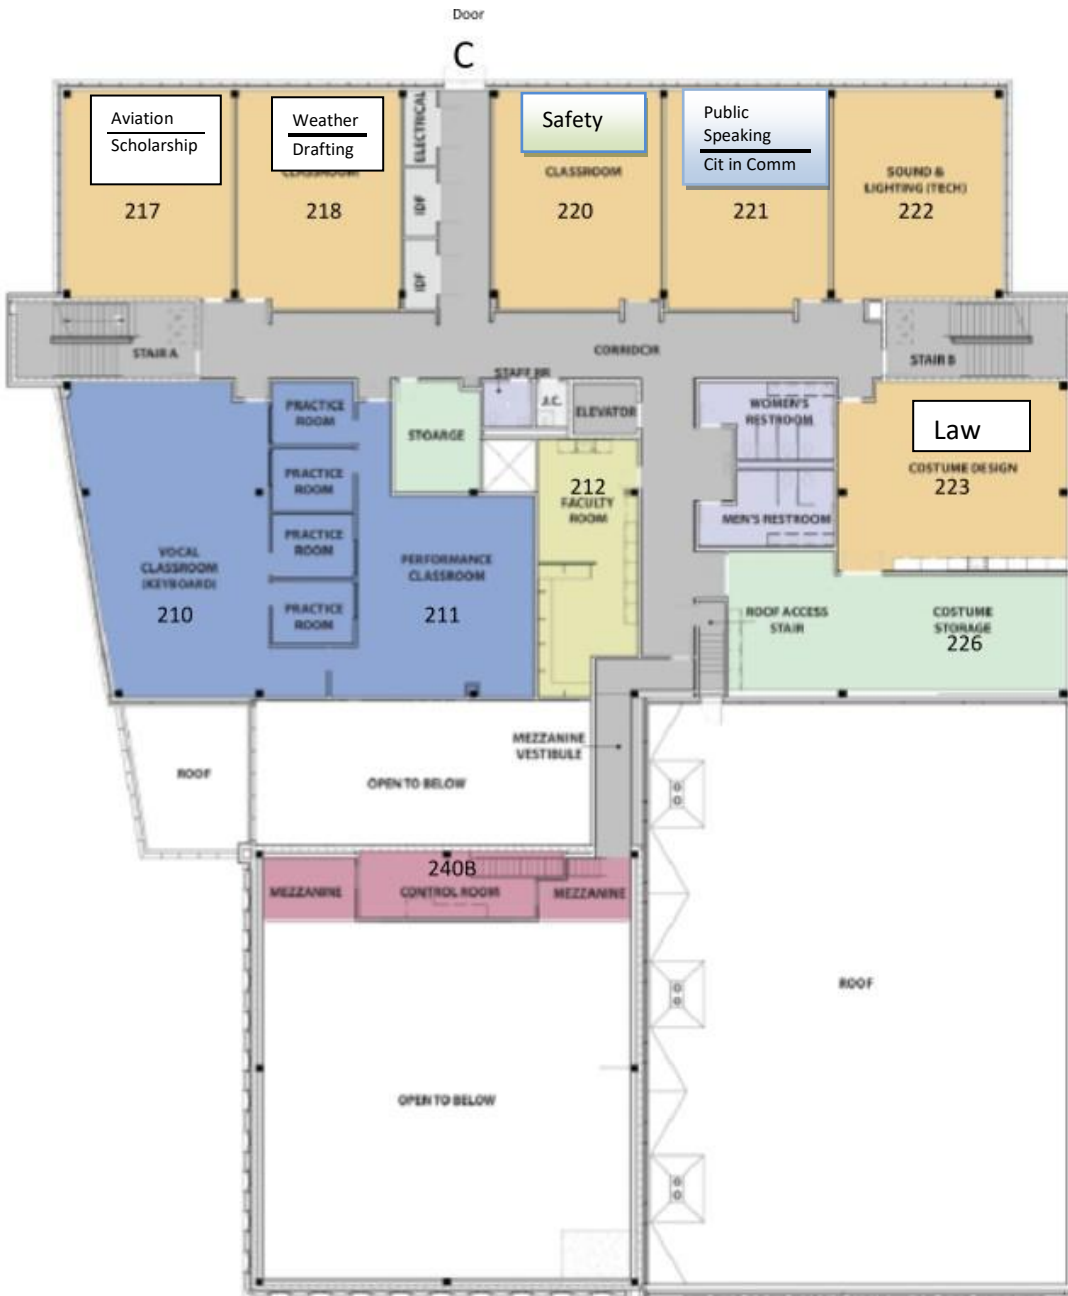 Door
C
Aviation
Scholarship
217
Weather
Drafting
218
ELECTRICAL
IDF
IDF
Safety
CLASSROOM
220
Public
Speaking
Cit in Comm
221
SOUND &
LIGHTING (TECH)
222
STAIR A
CORRIDOR
STAIR B
STAFF RR
J.C.
ELEVATOR
PRACTICE
ROOM
STOARGE
WOMEN'S
RESTROOM
Law
COSTUME DESIGN
223
PRACTICE
ROOM
212
FACULTY
ROOM
MEN'S RESTROOM
PRACTICE
ROOM
VOCAL
CLASSROOM
(KEYBOARD)
210
PERFORMANCE
CLASSROOM
211
PRACTICE
ROOM
ROOF ACCESS
STAIR
COSTUME
STORAGE
226
MEZZANINE
VESTIBULE
ROOF
OPEN TO BELOW
240B
MEZZANINE
CONTROL ROOM
MEZZANINE
ROOF
OPEN TO BELOW